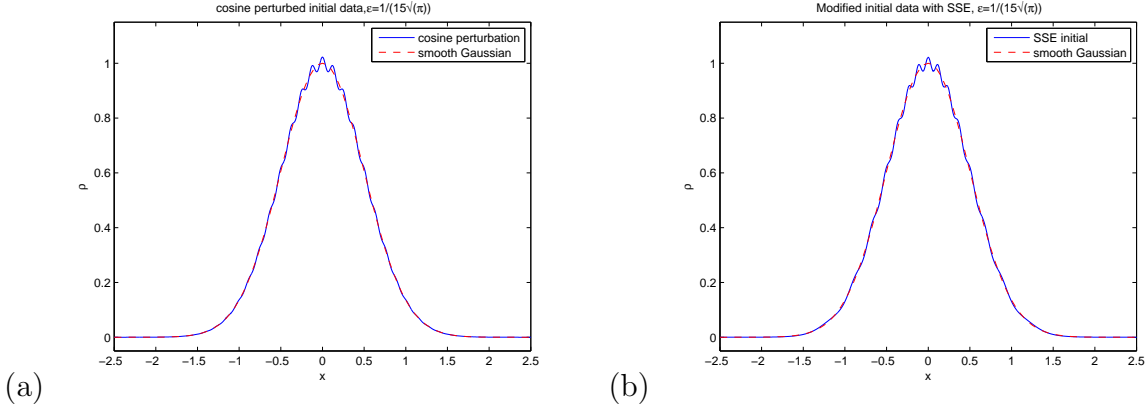 cosine perturbed initial data,ε=1/(15√(π))
cosine perturbation
smooth Gaussian
1
0.8
0.6
0.4
0.2
0
ρ
−2.5 −2 −1.5 −1 −0.5 0 0.5 1 1.5 2 2.5
x
(a)
Modified initial data with SSE, ε=1/(15√(π))
SSE initial
smooth Gaussian
1
0.8
0.6
0.4
0.2
0
ρ
−2.5 −2 −1.5 −1 −0.5 0 0.5 1 1.5 2 2.5
x
(b)